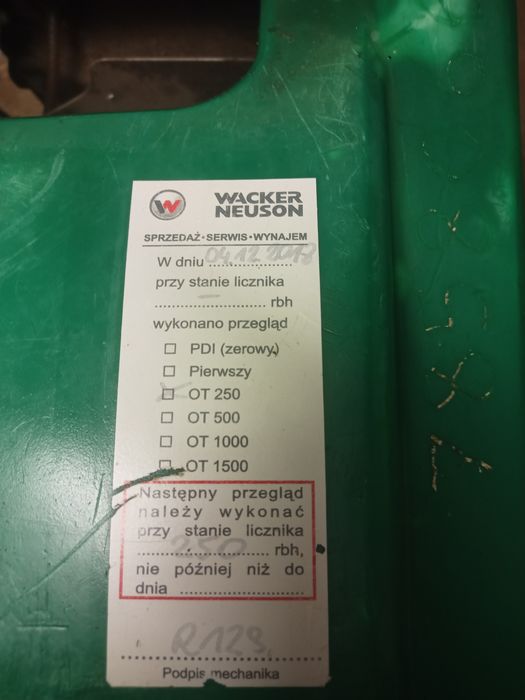 WACKER
NEUSON
SPRZEDAŻ·SERWIS·WYNAJEM
W dniu 04.12.2018
przy stanie licznika
.......–............... rbh
wykonano przegląd
☐ PDI (zerowy)
☐ Pierwszy
☐ OT 250
☐ OT 500
☐ OT 1000
☐ OT 1500
Następny przegląd
należy wykonać
przy stanie licznika
250 rbh,
nie później niż do
dnia ..........................
R129
Podpis mechanika